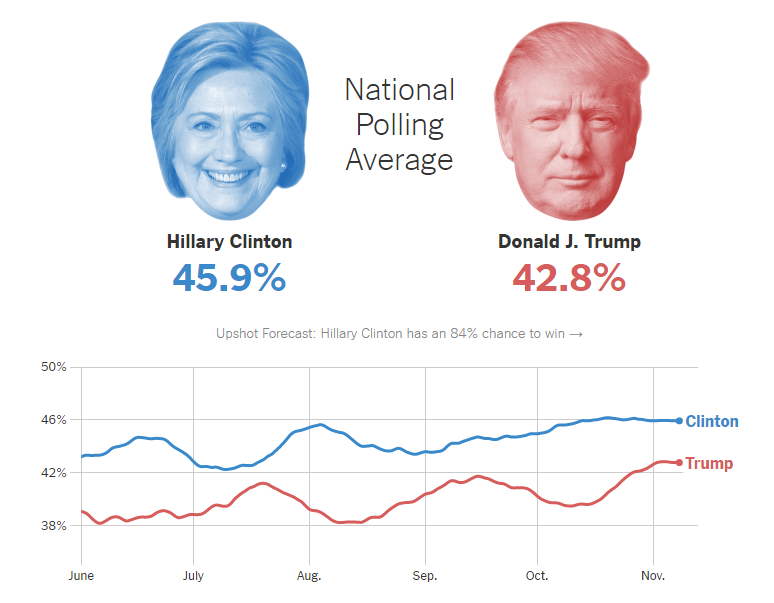 National
Polling
Average
Hillary Clinton
45.9%
Donald J. Trump
42.8%
Upshot Forecast: Hillary Clinton has an 84% chance to win →
50%
46%
42%
38%
Clinton
Trump
June
July
Aug.
Sep.
Oct.
Nov.